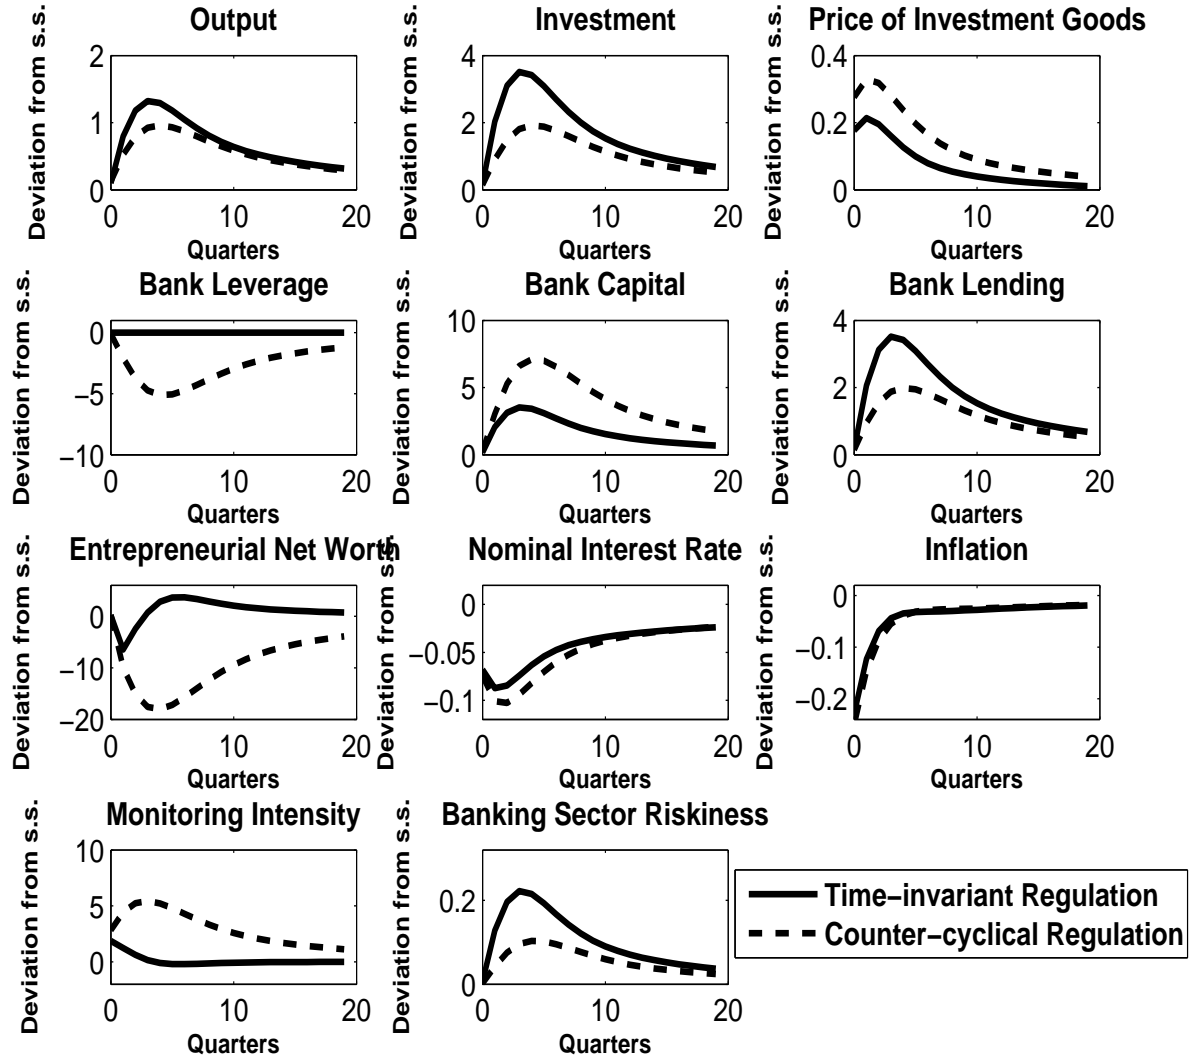 Output
Deviation from s.s.
2
1
0
0
10
20
Quarters
Investment
Deviation from s.s.
4
2
0
0
10
20
Quarters
Price of Investment Goods
Deviation from s.s.
0.4
0.2
0
0
10
20
Quarters
Bank Leverage
Deviation from s.s.
0
−5
−10
0
10
20
Quarters
Bank Capital
Deviation from s.s.
10
5
0
0
10
20
Quarters
Bank Lending
Deviation from s.s.
4
2
0
0
10
20
Quarters
Entrepreneurial Net Worth
Deviation from s.s.
0
−10
−20
0
10
20
Quarters
Nominal Interest Rate
Deviation from s.s.
0
−0.05
−0.1
0
10
20
Quarters
Inflation
Deviation from s.s.
0
−0.1
−0.2
0
10
20
Quarters
Monitoring Intensity
Deviation from s.s.
10
5
0
0
10
20
Quarters
Banking Sector Riskiness
Deviation from s.s.
0.2
0
0
10
20
Quarters
Time−invariant Regulation
Counter−cyclical Regulation